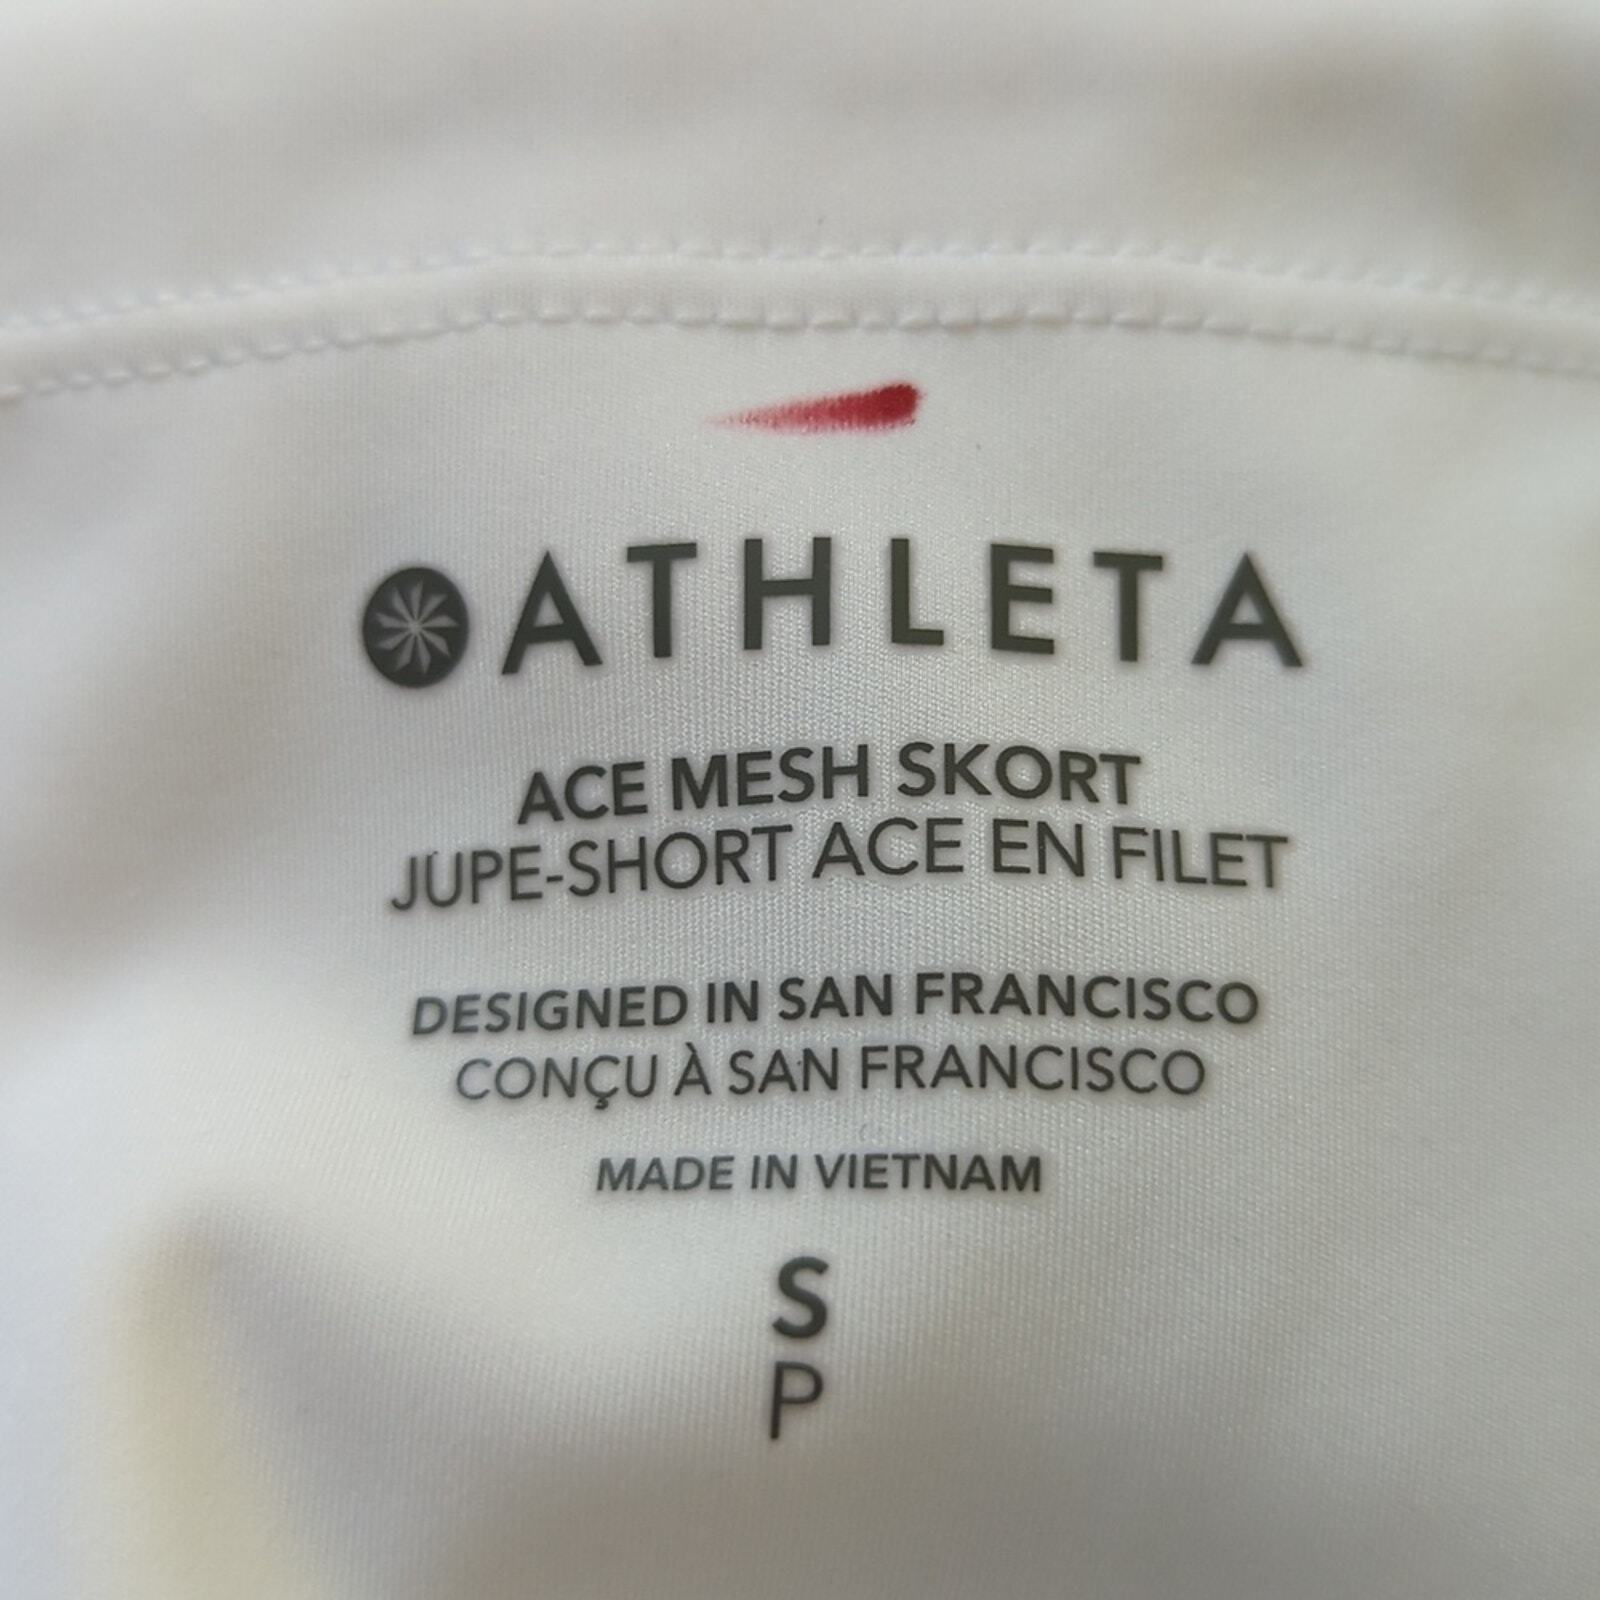 ATHLETA
ACE MESH SKORT
JUPE-SHORT ACE EN FILET
DESIGNED IN SAN FRANCISCO
CONÇU À SAN FRANCISCO
MADE IN VIETNAM
S
P